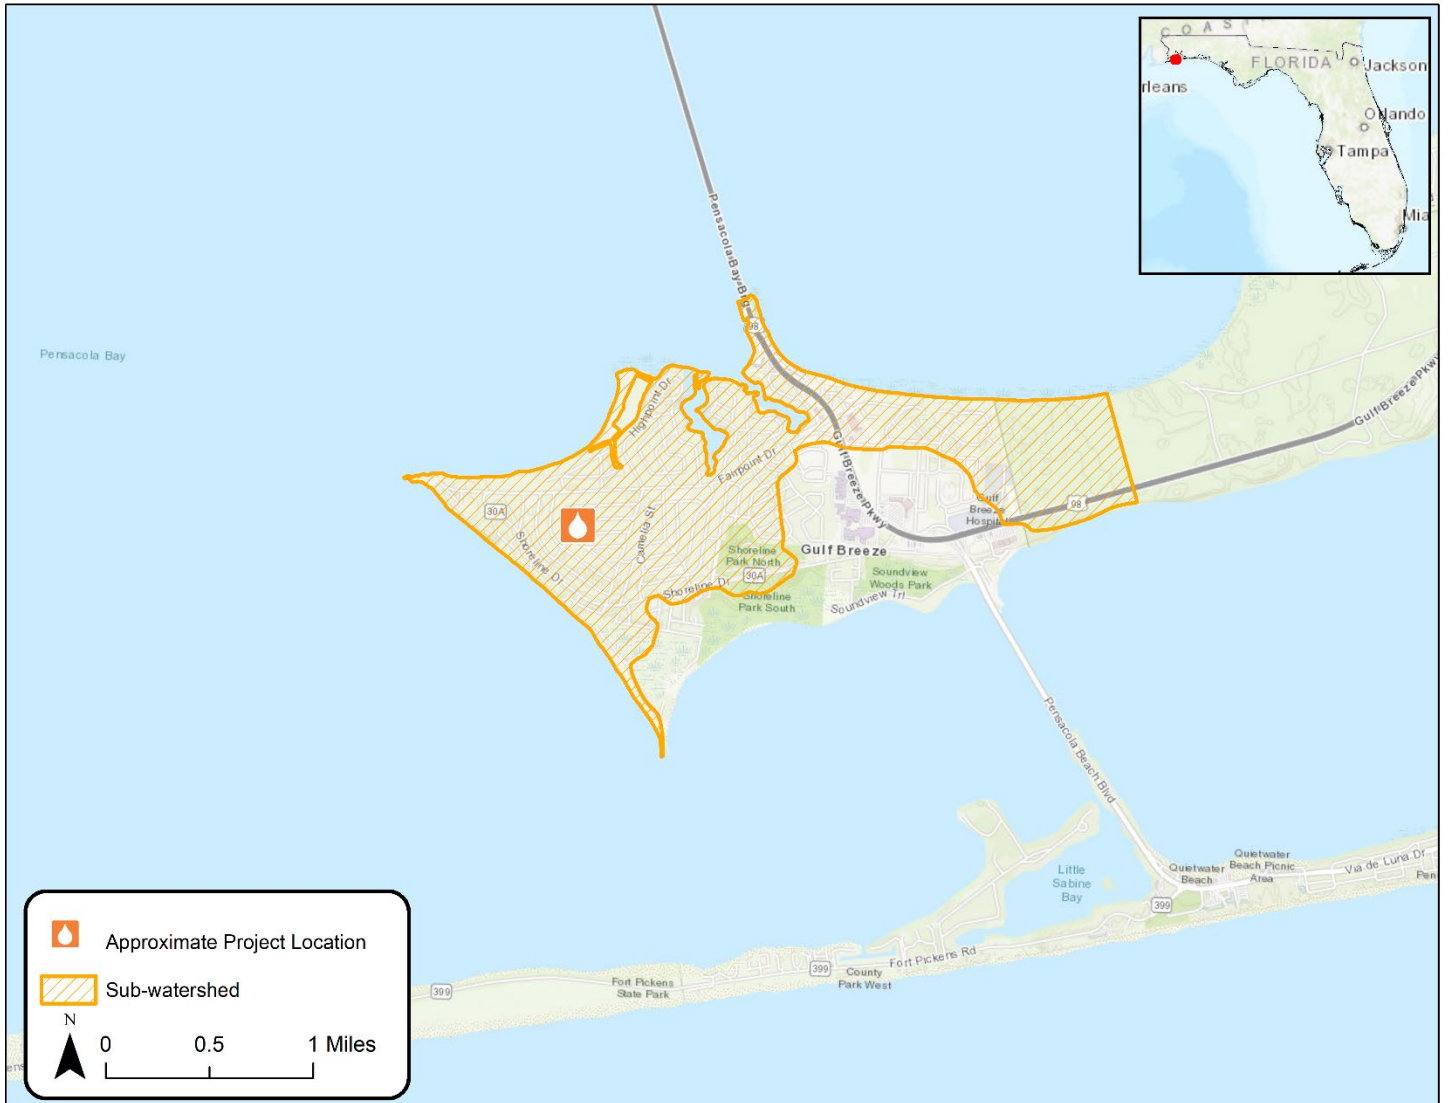 C O A S
FLORIDA
Jackson
rleans
Orlando
Tampa
Mia
Pensacola Bay Brg
98
Pensacola Bay
Highpoint Dr
Gulf Breeze Pkwy
Gulf Breeze Pkwy
Fairpoint Dr
30A
Camelia St
Shoreline Dr
98
Gulf
Breeze
Hospital
Gulf Breeze
Shoreline
Park North
30A
Shoreline Dr
Shoreline
Park South
Soundview
Woods Park
Soundview Trl
Pensacola Beach Blvd
Little
Sabine
Bay
Quietwater
Beach
Quietwater
Beach Picnic
Area
Via de Luna Dr
Pen
399
Fort Pickens Rd
399
County
Park West
Fort Pickens
State Park
399
ens
Approximate Project Location
Sub-watershed
N
0 0.5 1 Miles